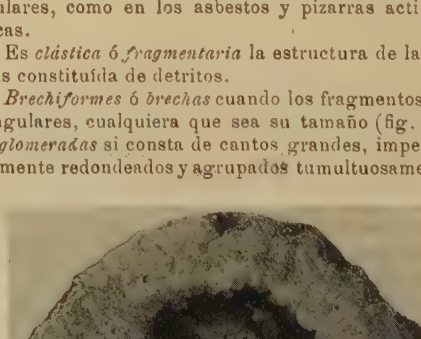 ulares, como en los asbestos y pizarras acti
cas.
Es clástica ó fragmentaria la estructura de la
s constituída de detritos.
Brechiformes ó brechas cuando los fragmentos
ngulares, cualquiera que sea su tamaño (fig.
glomeradas si consta de cantos grandes, impe
mente redondeados y agrupados tumultuosame